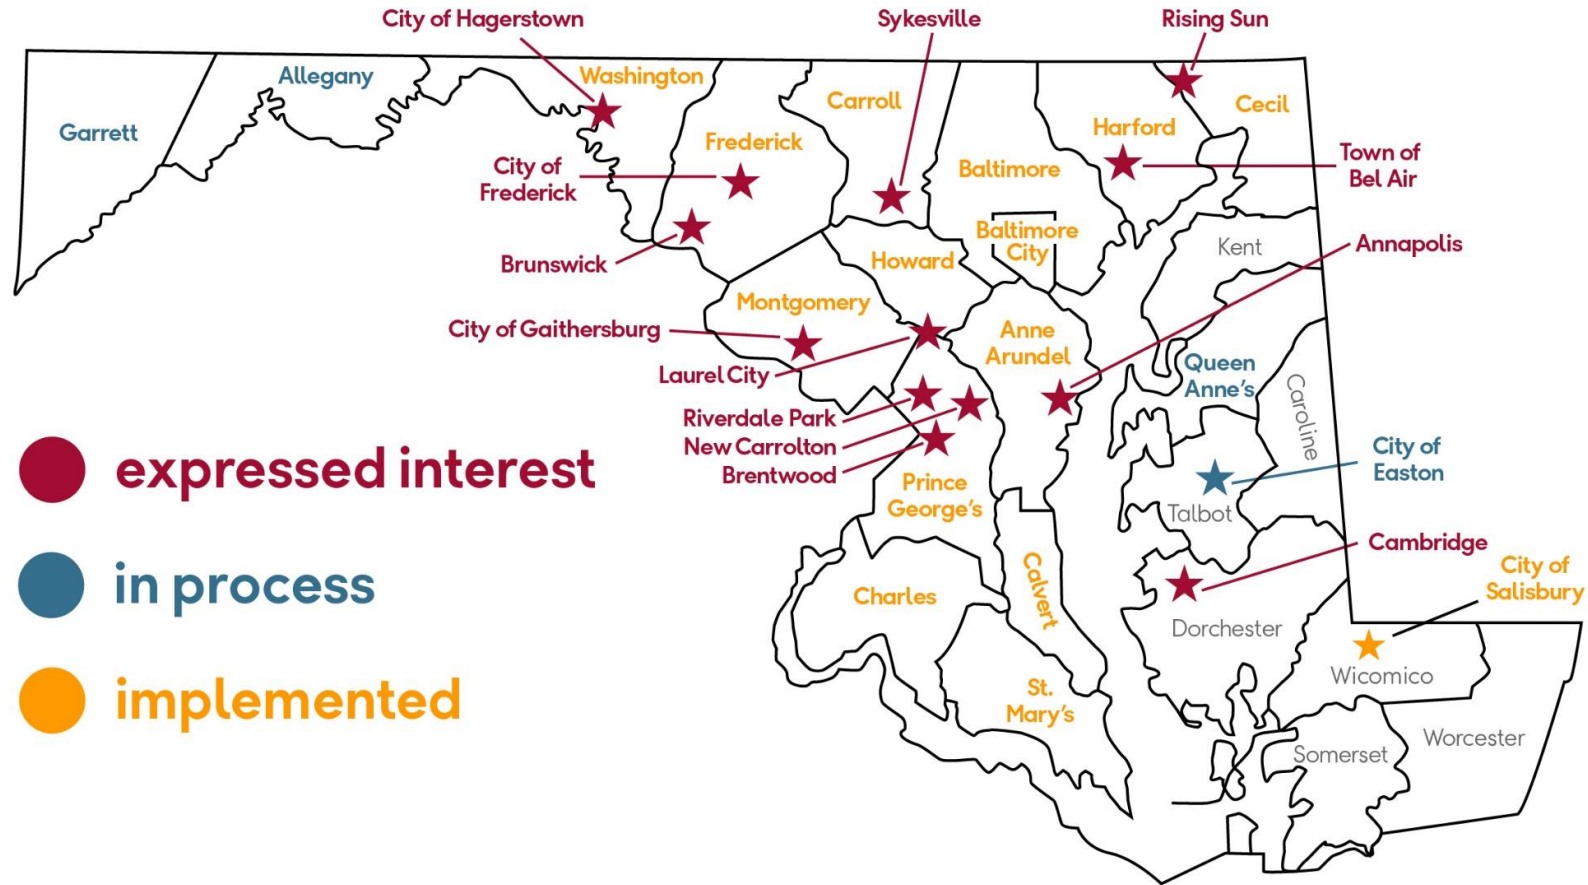 City of Hagerstown
Sykesville
Rising Sun
Allegany
Washington
Carroll
Cecil
Garrett
Frederick
Harford
City of
Frederick
Baltimore
Town of
Bel Air
Baltimore
City
Brunswick
Howard
Kent
Annapolis
Montgomery
City of Gaithersburg
Anne
Arundel
Laurel City
Queen
Anne's
Caroline
Riverdale Park
New Carrolton
Brentwood
City of
Easton
expressed interest
Prince
George's
Talbot
Cambridge
in process
Charles
Calvert
City of
Salisbury
Dorchester
Wicomico
implemented
St.
Mary's
Somerset
Worcester